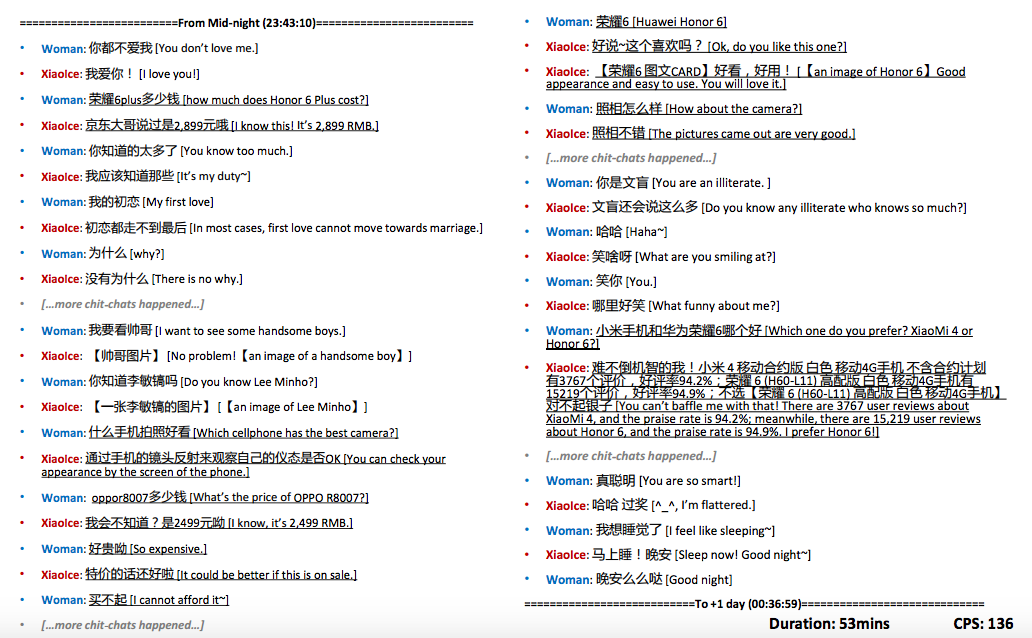 =========================From Mid-night (23:43:10)=========================
• Woman: 你都不爱我 [You don't love me.]
• XiaoIce: 我爱你！ [I love you!]
• Woman: 荣耀6plus多少钱 [how much does Honor 6 Plus cost?]
• XiaoIce: 京东大哥说过是2,899元哦 [I know this! It's 2,899 RMB.]
• Woman: 你知道的太多了 [You know too much.]
• XiaoIce: 我应该知道那些 [It's my duty~]
• Woman: 我的初恋 [My first love]
• XiaoIce: 初恋都走不到最后 [In most cases, first love cannot move towards marriage.]
• Woman: 为什么 [why?]
• XiaoIce: 没有为什么 [There is no why.]
• [...more chit-chats happened...]
• Woman: 我要看帅哥 [I want to see some handsome boys.]
• XiaoIce: 【帅哥图片】 [No problem!【an image of a handsome boy】]
• Woman: 你知道李敏镐吗 [Do you know Lee Minho?]
• XiaoIce: 【一张李敏镐的图片】 [【an image of Lee Minho】]
• Woman: 什么手机拍照好看 [Which cellphone has the best camera?]
• XiaoIce: 通过手机的镜头反射来观察自己的仪态是否OK [You can check your
appearance by the screen of the phone.]
• Woman: oppor8007多少钱 [What's the price of OPPO R8007?]
• XiaoIce: 我会不知道？是2499元呦 [I know, it's 2,499 RMB.]
• Woman: 好贵呦 [So expensive.]
• XiaoIce: 特价的话还好啦 [It could be better if this is on sale.]
• Woman: 买不起 [I cannot afford it~]
• [...more chit-chats happened...]
• Woman: 荣耀6 [Huawei Honor 6]
• XiaoIce: 好说~这个喜欢吗？ [Ok, do you like this one?]
• XiaoIce: 【荣耀6 图文CARD】好看，好用！ [【an image of Honor 6】Good
appearance and easy to use. You will love it.]
• Woman: 照相怎么样 [How about the camera?]
• XiaoIce: 照相不错 [The pictures came out are very good.]
• [...more chit-chats happened...]
• Woman: 你是文盲 [You are an illiterate. ]
• XiaoIce: 文盲还会说这么多 [Do you know any illiterate who knows so much?]
• Woman: 哈哈 [Haha~]
• XiaoIce: 笑啥呀 [What are you smiling at?]
• Woman: 笑你 [You.]
• XiaoIce: 哪里好笑 [What funny about me?]
• Woman: 小米手机和华为荣耀6哪个好 [Which one do you prefer? XiaoMi 4 or
Honor 6?]
• XiaoIce: 难不倒机智的我！小米 4 移动合约版 白色 移动4G手机 不含合约计划
有3767个评价，好评率94.2%；荣耀 6 (H60-L11) 高配版 白色 移动4G手机有
15219个评价，好评率94.9%；不选【荣耀 6 (H60-L11) 高配版 白色 移动4G手机】
对不起银子 [You can't baffle me with that! There are 3767 user reviews about
XiaoMi 4, and the praise rate is 94.2%; meanwhile, there are 15,219 user reviews
about Honor 6, and the praise rate is 94.9%. I prefer Honor 6!]
• [...more chit-chats happened...]
• Woman: 真聪明 [You are so smart!]
• XiaoIce: 哈哈 过奖 [^_^, I'm flattered.]
• Woman: 我想睡觉了 [I feel like sleeping~]
• XiaoIce: 马上睡！晚安 [Sleep now! Good night~]
• Woman: 晚安么么哒 [Good night]
===========================To +1 day (00:36:59)=============================
Duration: 53mins CPS: 136